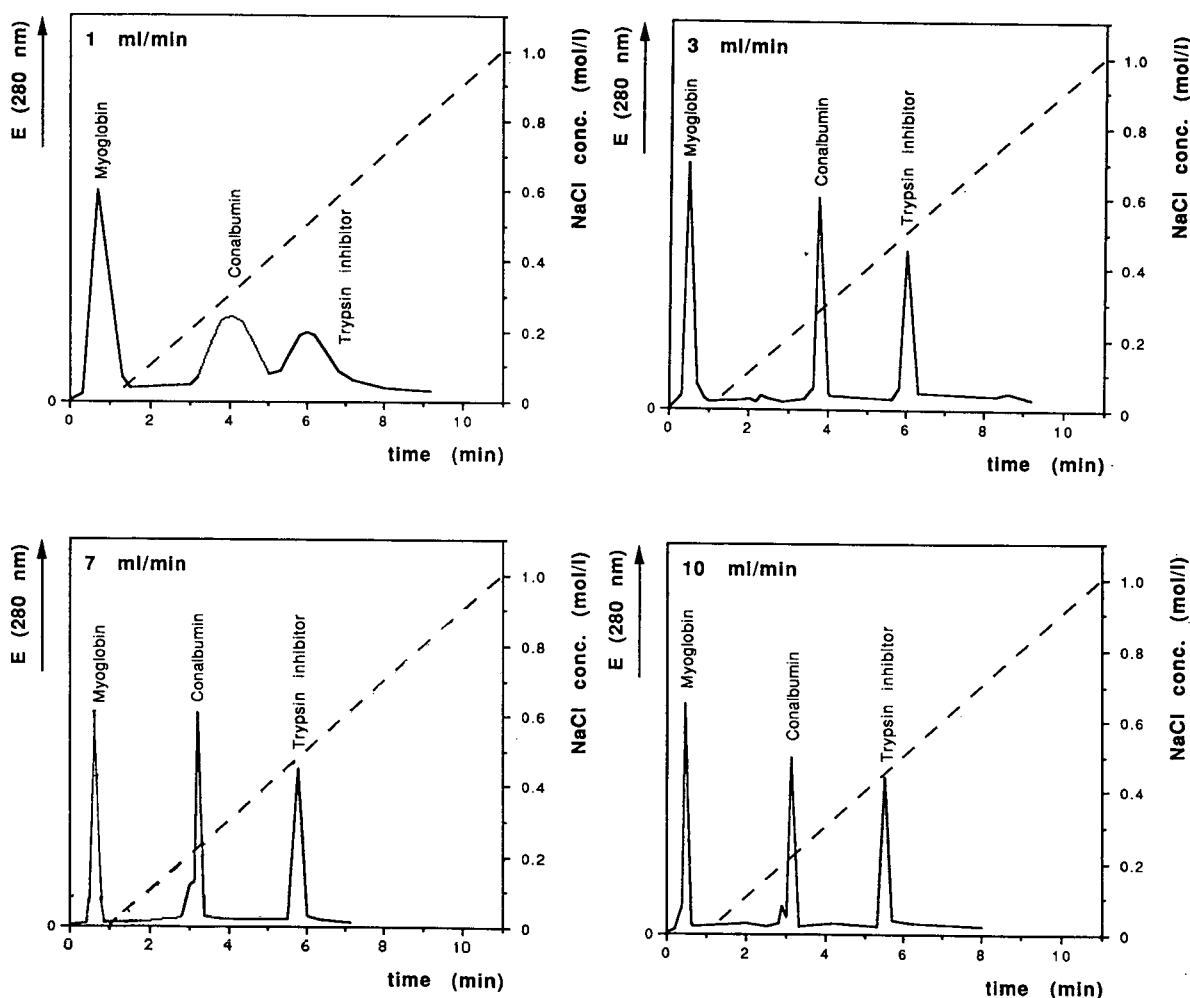 1 ml/min
E (280 nm)
Myoglobin
Conalbumin
Trypsin inhibitor
1.0
0.8
0.6
0.4
0.2
0
NaCl conc. (mol/l)
0
0 2 4 6 8 10
time (min)
3 ml/min
E (280 nm)
Myoglobin
Conalbumin
Trypsin inhibitor
1.0
0.8
0.6
0.4
0.2
0
NaCl conc. (mol/l)
0
0 2 4 6 8 10
time (min)
7 ml/min
E (280 nm)
Myoglobin
Conalbumin
Trypsin inhibitor
1.0
0.8
0.6
0.4
0.2
0
NaCl conc. (mol/l)
0
0 2 4 6 8 10
time (min)
10 ml/min
E (280 nm)
Myoglobin
Conalbumin
Trypsin inhibitor
1.0
0.8
0.6
0.4
0.2
0
NaCl conc. (mol/l)
0
0 2 4 6 8 10
time (min)